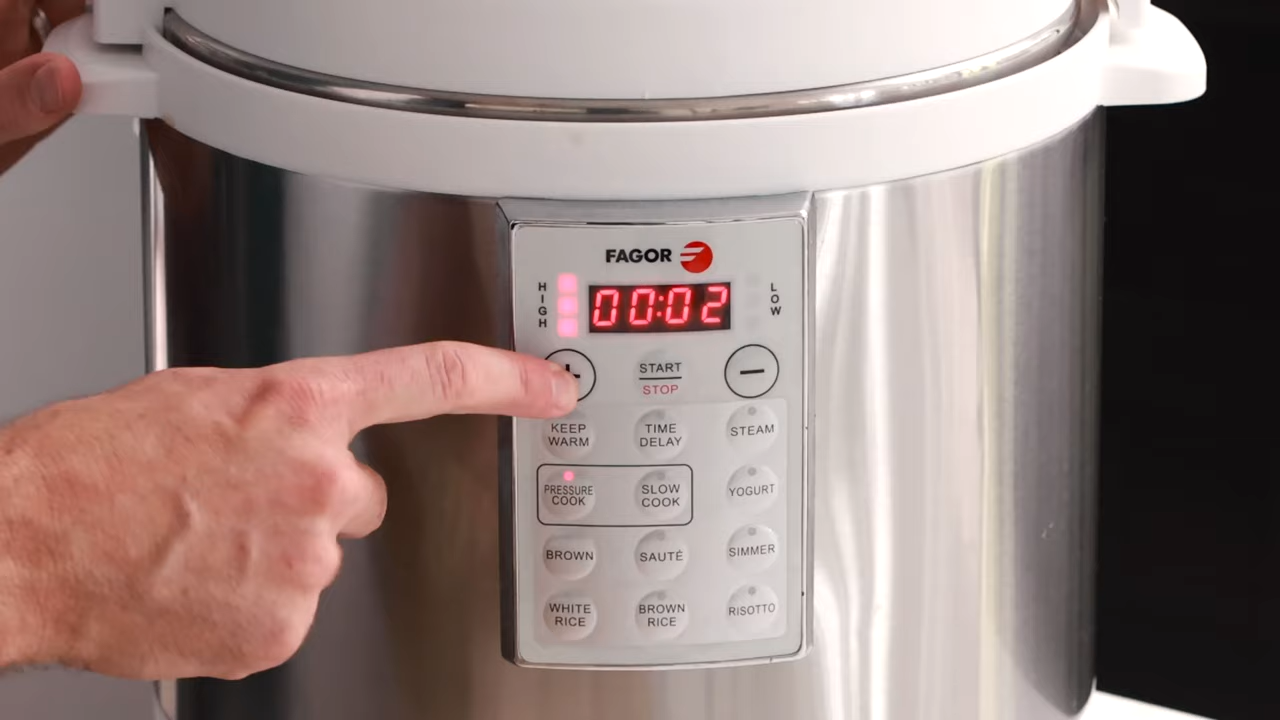 FAGOR
HIGH
00:02
LOW
+
START
STOP
−
KEEP
WARM
TIME
DELAY
STEAM
PRESSURE
COOK
SLOW
COOK
YOGURT
BROWN
SAUTÉ
SIMMER
WHITE
RICE
BROWN
RICE
RISOTTO